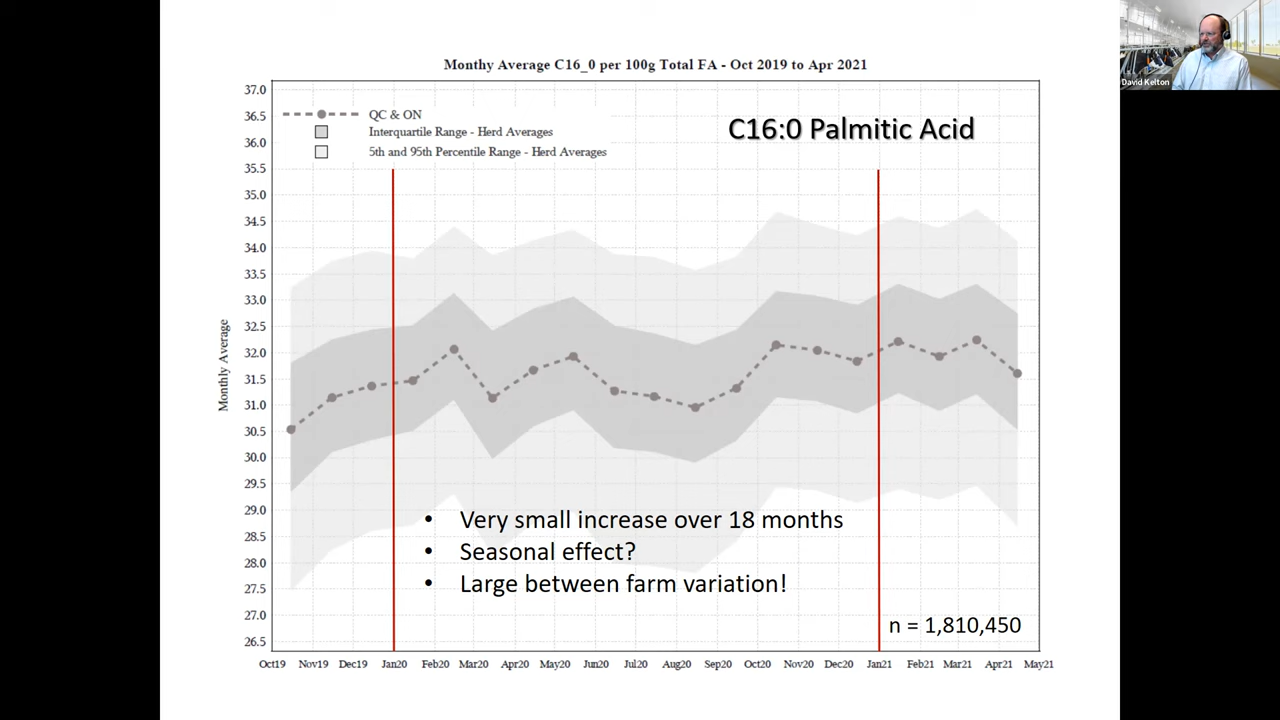 Monthy Average C16_0 per 100g Total FA - Oct 2019 to Apr 2021
QC & ON
Interquartile Range - Herd Averages
5th and 95th Percentile Range - Herd Averages
C16:0 Palmitic Acid
David Kelton
Monthly Average
37.0
36.5
36.0
35.5
35.0
34.5
34.0
33.5
33.0
32.5
32.0
31.5
31.0
30.5
30.0
29.5
29.0
28.5
28.0
27.5
27.0
26.5
• Very small increase over 18 months
• Seasonal effect?
• Large between farm variation!
n = 1,810,450
Oct19 Nov19 Dec19 Jan20 Feb20 Mar20 Apr20 May20 Jun20 Jul20 Aug20 Sep20 Oct20 Nov20 Dec20 Jan21 Feb21 Mar21 Apr21 May21